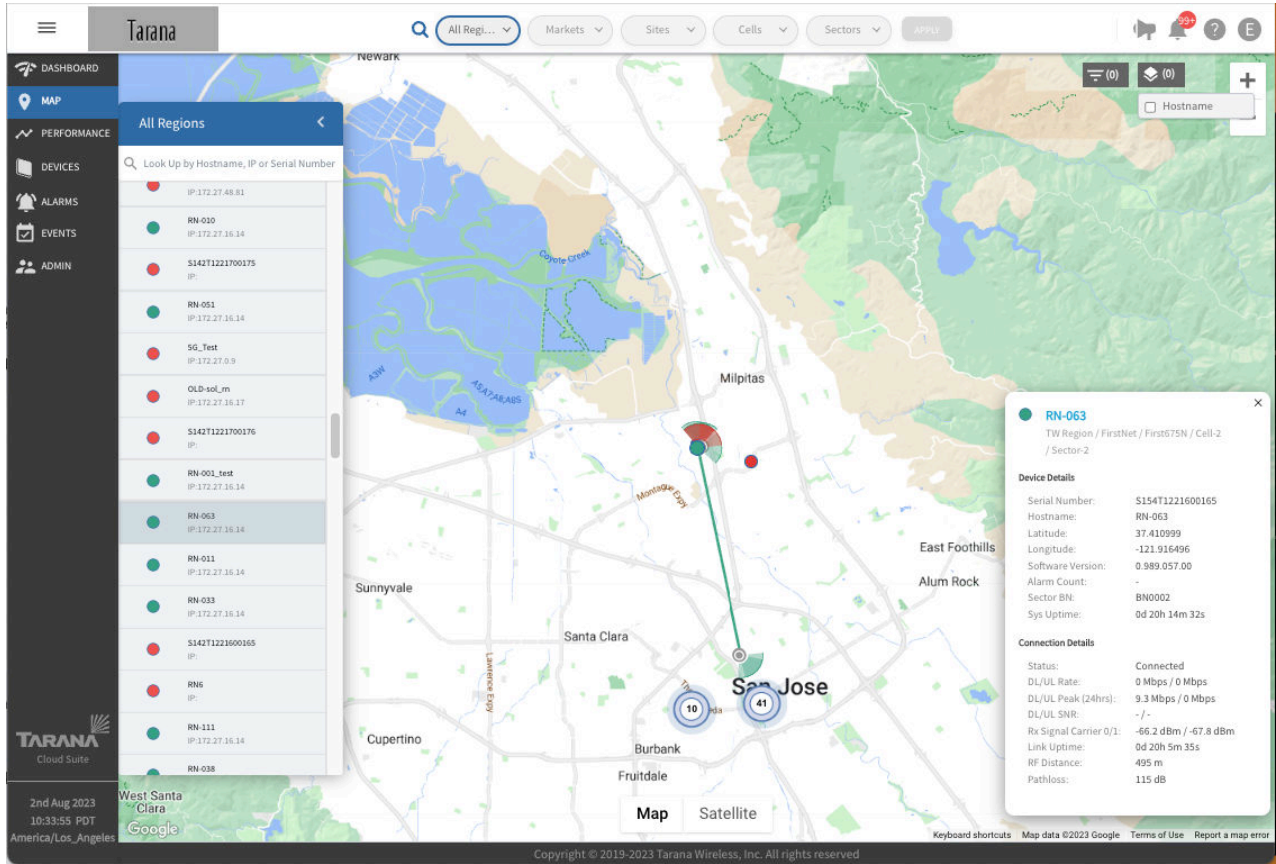 Tarana
All Regi...
Markets
Sites
Cells
Sectors
APPLY
99+
?
E
DASHBOARD
MAP
PERFORMANCE
DEVICES
ALARMS
EVENTS
ADMIN
TARANA
Cloud Suite
2nd Aug 2023
10:33:55 PDT
America/Los_Angeles
All Regions
Look Up by Hostname, IP or Serial Number
IP:172.27.48.81
RN-010
IP:172.27.16.14
S142T1221700175
IP:
RN-051
IP:172.27.16.14
SG_Test
IP:172.27.0.9
OLD-sol_rn
IP:172.27.16.17
S142T1221700176
IP:
RN-001_test
IP:172.27.16.14
RN-063
IP:172.27.16.14
RN-011
IP:172.27.16.14
RN-033
IP:172.27.16.14
S142T1221600165
IP:
RN6
IP:
RN-111
IP:172.27.16.14
RN-038
(0)
(0)
+
Hostname
Newark
Coyote Creek
A3W
A5,A7,A8,A8S
A4
Milpitas
Montague Expy
East Foothills
Alum Rock
Sunnyvale
Santa Clara
Lawrence Expy
San Jose
10
41
Cupertino
Burbank
Fruitdale
West Santa
Clara
Google
Map
Satellite
RN-063
TW Region / FirstNet / First675N / Cell-2
/ Sector-2
Device Details
Serial Number: S154T1221600165
Hostname: RN-063
Latitude: 37.410999
Longitude: -121.916496
Software Version: 0.989.057.00
Alarm Count: -
Sector BN: BN0002
Sys Uptime: 0d 20h 14m 32s
Connection Details
Status: Connected
DL/UL Rate: 0 Mbps / 0 Mbps
DL/UL Peak (24hrs): 9.3 Mbps / 0 Mbps
DL/UL SNR: - / -
Rx Signal Carrier 0/1: -66.2 dBm / -67.8 dBm
Link Uptime: 0d 20h 5m 35s
RF Distance: 495 m
Pathloss: 115 dB
Keyboard shortcuts Map data ©2023 Google Terms of Use Report a map error
Copyright © 2019-2023 Tarana Wireless, Inc. All rights reserved